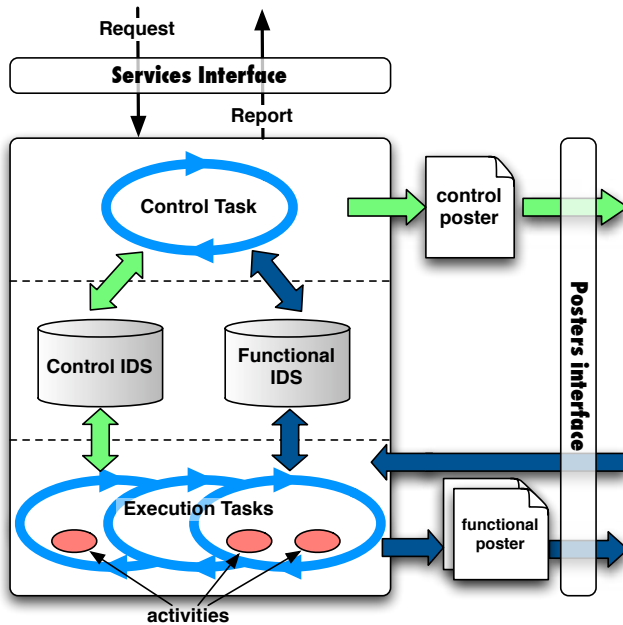 Request
Services Interface
Report
Control Task
control
poster
Control IDS
Functional
IDS
Posters interface
Execution Tasks
functional
poster
activities